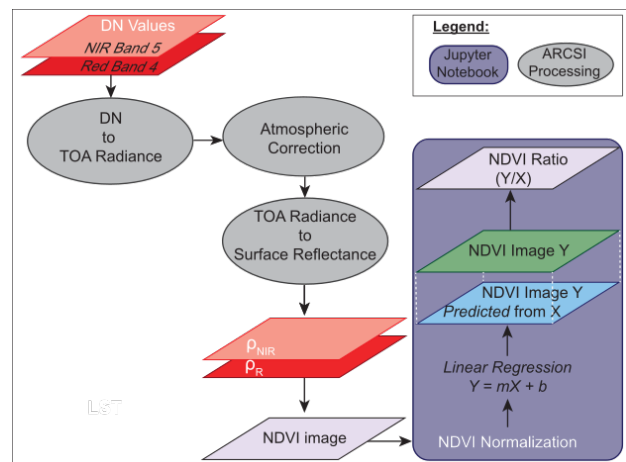 DN Values
NIR Band 5
Red Band 4
Legend:
Jupyter
Notebook
ARCSI
Processing
DN
to
TOA Radiance
Atmospheric
Correction
TOA Radiance
to
Surface Reflectance
ρNIR
ρR
LST
NDVI image
NDVI Ratio
(Y/X)
NDVI Image Y
NDVI Image Y
Predicted from X
Linear Regression
Y = mX + b
NDVI Normalization